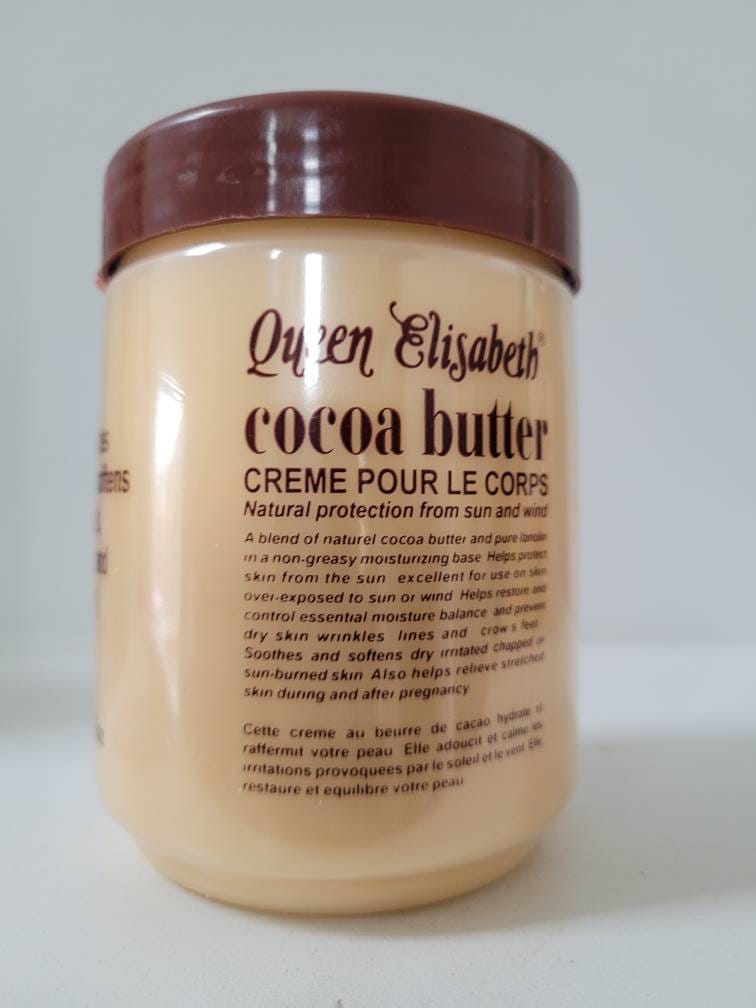 Queen Elisabeth®
cocoa butter
CREME POUR LE CORPS
Natural protection from sun and wind
A blend of naturel cocoa butter and pure lanolin
in a non-greasy moisturizing base Helps protect
skin from the sun excellent for use on skin
over-exposed to sun or wind Helps restore and
control essential moisture balance and prevent
dry skin wrinkles lines and crow s feet
Soothes and softens dry irritated chapped or
sun-burned skin Also helps relieve stretched
skin during and after pregnancy
Cette creme au beurre de cacao hydrate et
raffermit votre peau Elle adoucit et calme les
irritations provoquees par le soleil et le vent Elle
restaure et equilibre votre peau